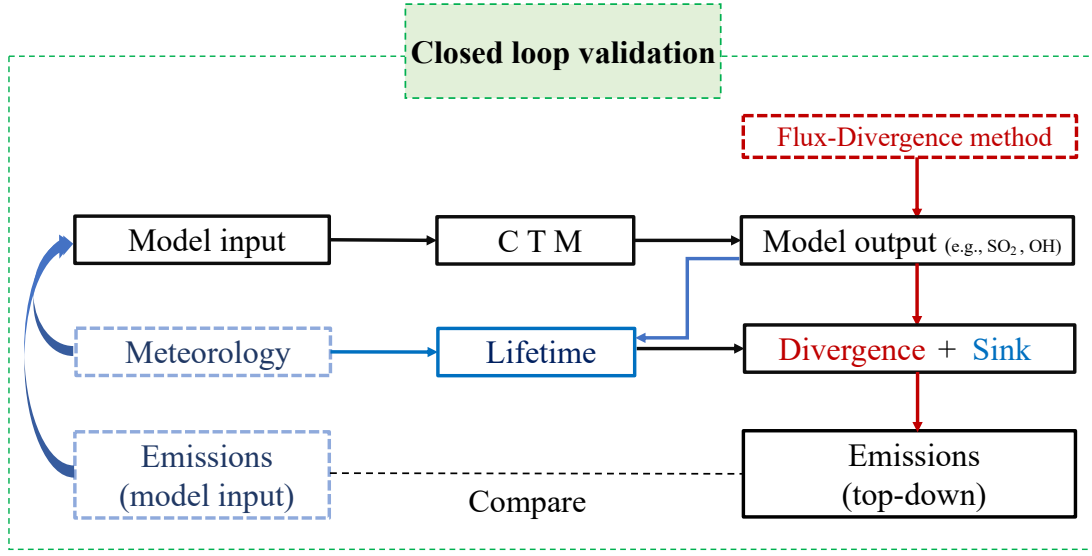 Closed loop validation
Flux-Divergence method
Model input
C T M
Model output (e.g., SO₂ , OH)
Meteorology
Lifetime
Divergence + Sink
Emissions
(model input)
Compare
Emissions
(top-down)